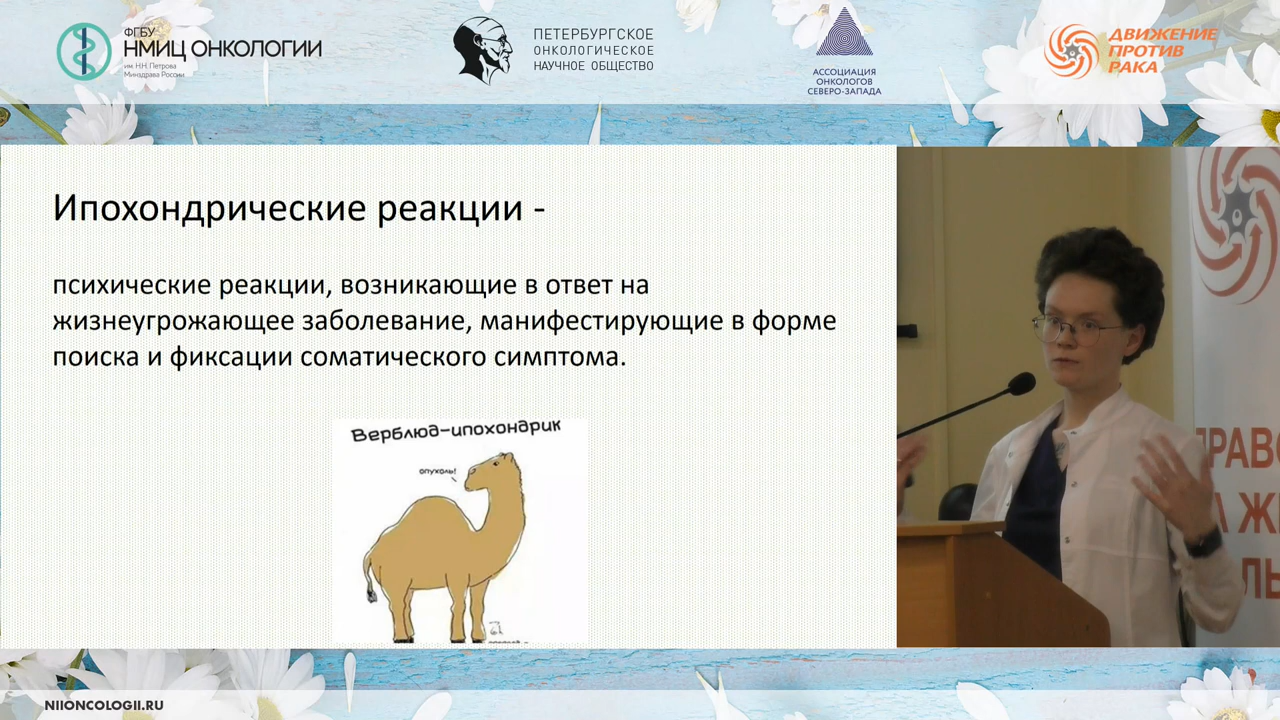 ФГБУ
НМИЦ ОНКОЛОГИИ
им. Н.Н. Петрова
Минздрава России
ПЕТЕРБУРГСКОЕ
ОНКОЛОГИЧЕСКОЕ
НАУЧНОЕ ОБЩЕСТВО
АССОЦИАЦИЯ
ОНКОЛОГОВ
СЕВЕРО-ЗАПАДА
ДВИЖЕНИЕ
ПРОТИВ
РАКА
Ипохондрические реакции -
психические реакции, возникающие в ответ на
жизнеугрожающее заболевание, манифестирующие в форме
поиска и фиксации соматического симптома.
Верблюд-ипохондрик
опухоль!
NIIONCOLOGII.RU